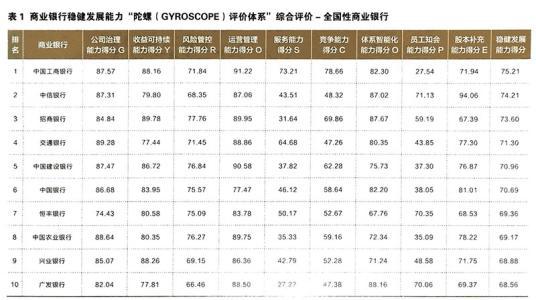 表 1 商业银行稳健发展能力“陀螺（GYROSCOPE）评价体系”综合评价 – 全国性商业银行
排名 商业银行 公司治理能力得分 G 收益可持续能力得分 Y 风险管控能力得分 R 运营管理能力得分 O 服务能力得分 S 竞争能力得分 C 体系智能化能力得分 O 员工知会能力得分 P 股本补充能力得分 E 稳健发展能力得分
1 中国工商银行 87.57 88.16 71.84 91.22 73.21 78.66 82.30 27.54 71.94 75.21
2 中信银行 87.31 79.80 68.35 87.06 43.51 48.32 87.02 71.13 94.06 74.21
3 招商银行 84.84 89.78 77.76 89.95 31.64 69.86 87.67 59.19 67.39 73.60
4 交通银行 89.28 77.44 71.45 88.86 64.68 47.26 80.35 43.85 77.30 71.30
5 中国建设银行 87.47 86.72 76.84 90.58 37.82 62.28 75.73 37.30 76.87 70.96
6 中国银行 86.68 83.95 75.57 77.47 46.12 58.64 82.20 38.05 81.01 70.69
7 恒丰银行 74.43 80.58 75.09 83.78 50.17 52.67 67.76 70.35 68.53 69.36
8 中国农业银行 88.64 80.35 76.27 89.75 35.33 59.16 72.34 35.09 78.22 69.17
9 兴业银行 85.07 88.26 69.15 86.36 42.79 52.28 71.24 48.58 71.75 68.88
10 广发银行 82.04 77.81 66.46 88.50 27.27 47.38 88.16 70.06 69.37 68.56